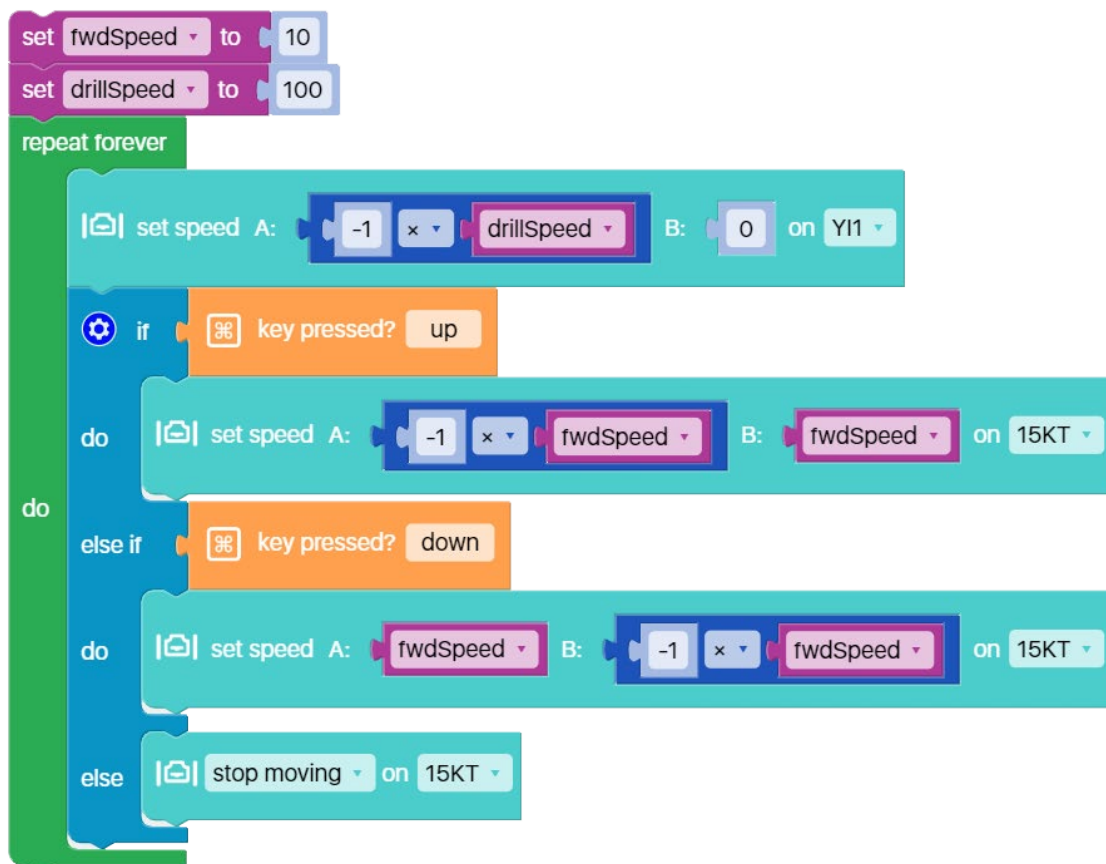 set fwdSpeed to 10
set drillSpeed to 100
repeat forever
set speed A: -1 × drillSpeed B: 0 on YI1
if key pressed? up
do set speed A: -1 × fwdSpeed B: fwdSpeed on 15KT
do
else if key pressed? down
do set speed A: fwdSpeed B: -1 × fwdSpeed on 15KT
else stop moving on 15KT